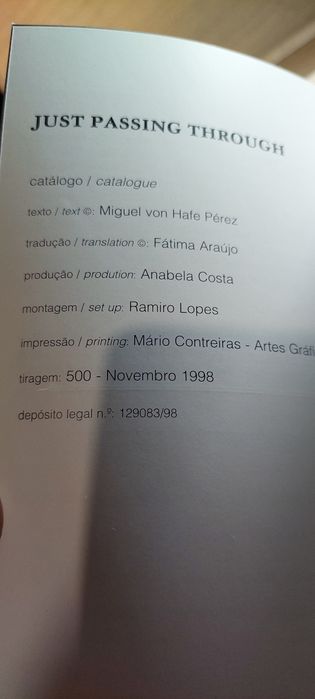 JUST PASSING THROUGH
catálogo / catalogue
texto / text ©: Miguel von Hafe Pérez
tradução / translation ©: Fátima Araújo
produção / prodution: Anabela Costa
montagem / set up: Ramiro Lopes
impressão / printing: Mário Contreiras - Artes Gráfi
tiragem: 500 - Novembro 1998
depósito legal n.º: 129083/98